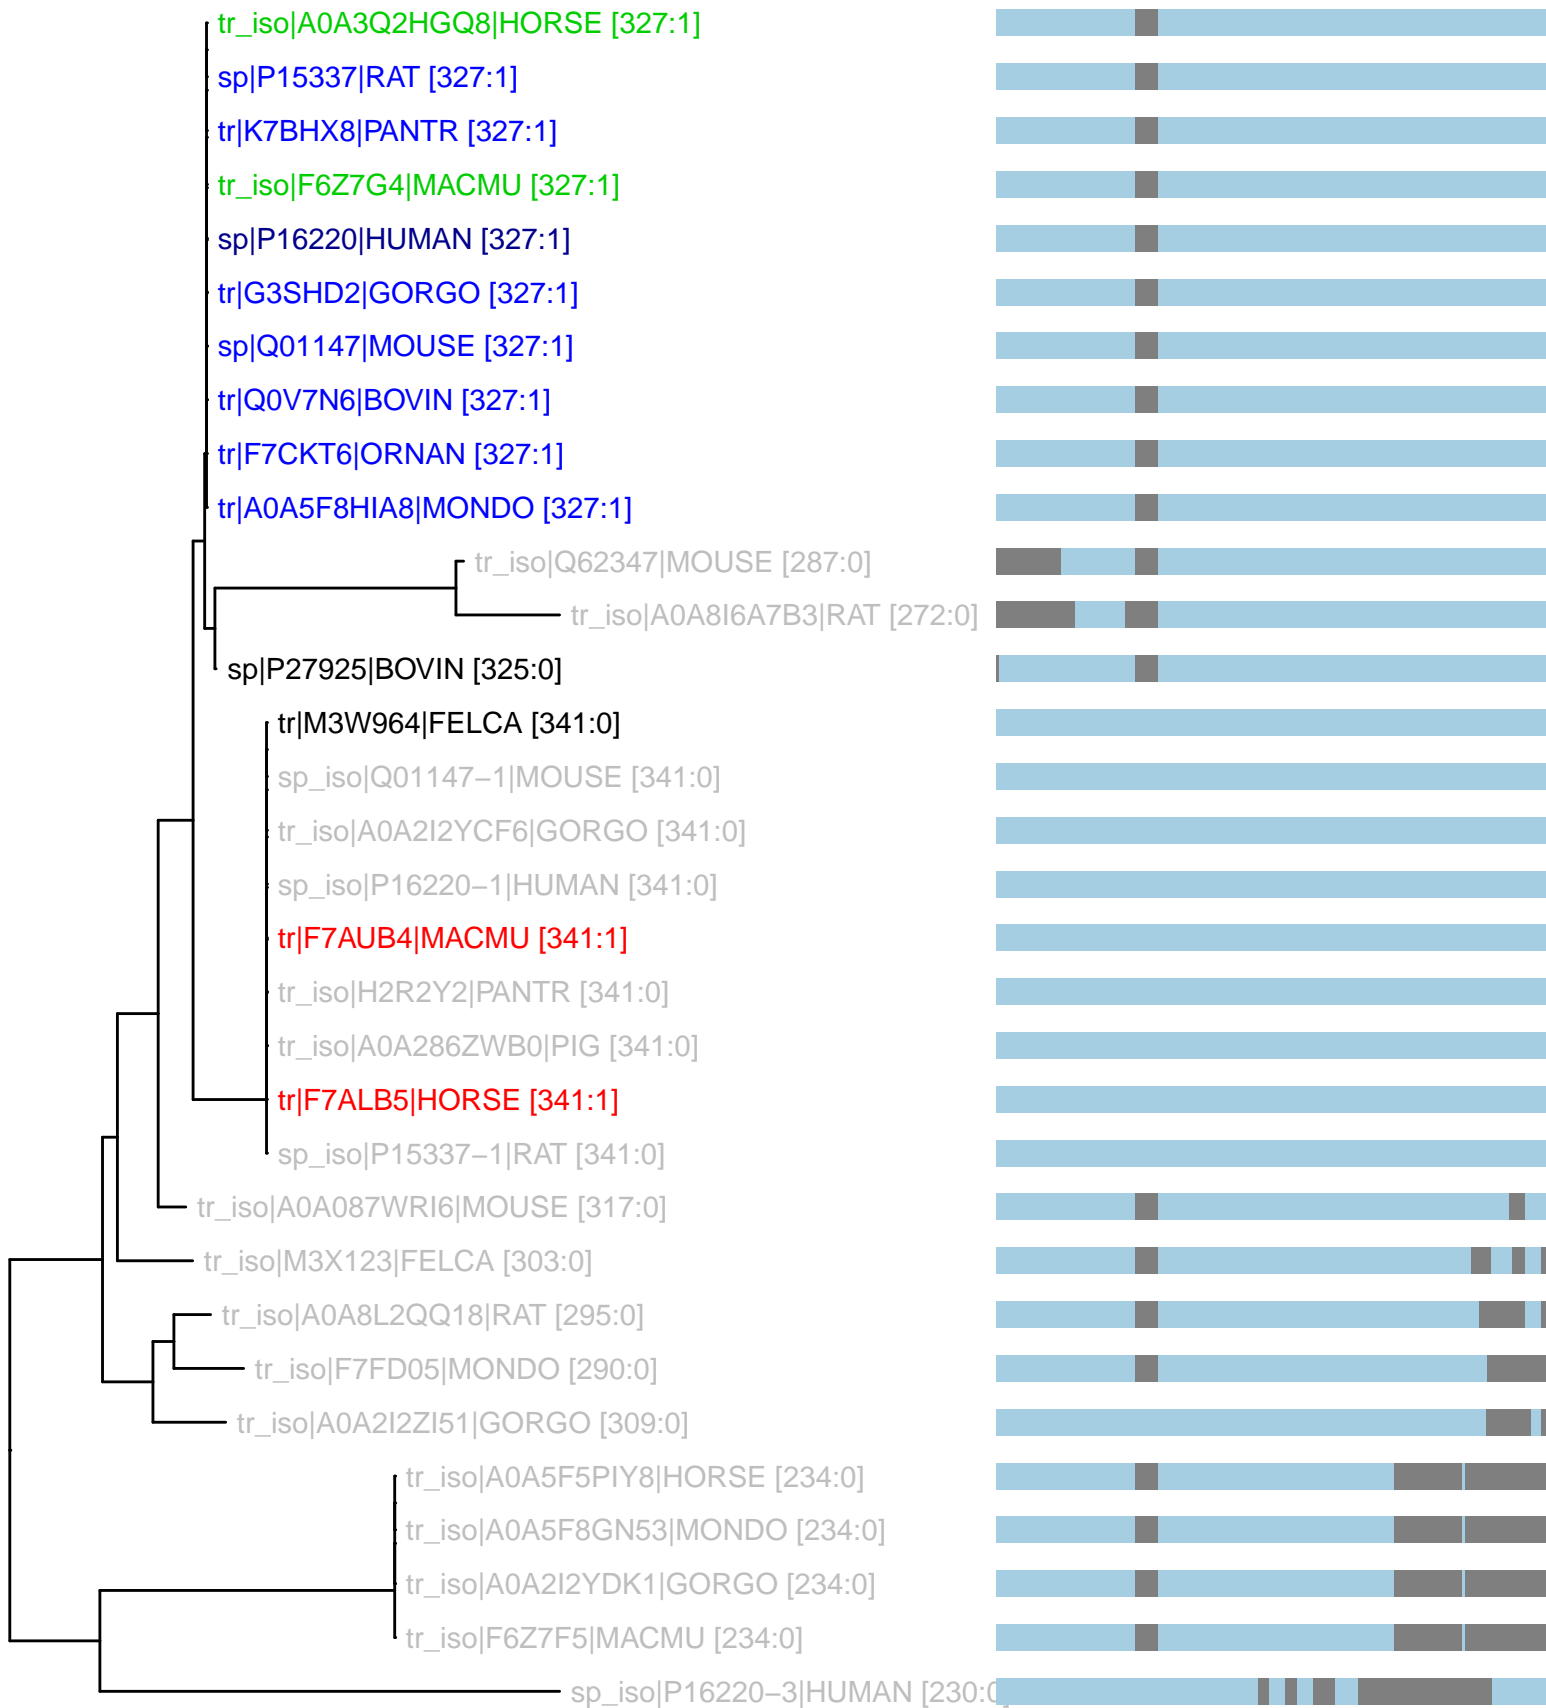 tr_iso|A0A3Q2HGQ8|HORSE [327:1]
sp|P15337|RAT [327:1]
tr|K7BHX8|PANTR [327:1]
tr_iso|F6Z7G4|MACMU [327:1]
sp|P16220|HUMAN [327:1]
tr|G3SHD2|GORGO [327:1]
sp|Q01147|MOUSE [327:1]
tr|Q0V7N6|BOVIN [327:1]
tr|F7CKT6|ORNAN [327:1]
tr|A0A5F8HIA8|MONDO [327:1]
tr_iso|Q62347|MOUSE [287:0]
tr_iso|A0A8I6A7B3|RAT [272:0]
sp|P27925|BOVIN [325:0]
tr|M3W964|FELCA [341:0]
sp_iso|Q01147−1|MOUSE [341:0]
tr_iso|A0A2I2YCF6|GORGO [341:0]
sp_iso|P16220−1|HUMAN [341:0]
tr|F7AUB4|MACMU [341:1]
tr_iso|H2R2Y2|PANTR [341:0]
tr_iso|A0A286ZWB0|PIG [341:0]
tr|F7ALB5|HORSE [341:1]
sp_iso|P15337−1|RAT [341:0]
tr_iso|A0A087WRI6|MOUSE [317:0]
tr_iso|M3X123|FELCA [303:0]
tr_iso|A0A8L2QQ18|RAT [295:0]
tr_iso|F7FD05|MONDO [290:0]
tr_iso|A0A2I2ZI51|GORGO [309:0]
tr_iso|A0A5F5PIY8|HORSE [234:0]
tr_iso|A0A5F8GN53|MONDO [234:0]
tr_iso|A0A2I2YDK1|GORGO [234:0]
tr_iso|F6Z7F5|MACMU [234:0]
sp_iso|P16220−3|HUMAN [230:0]